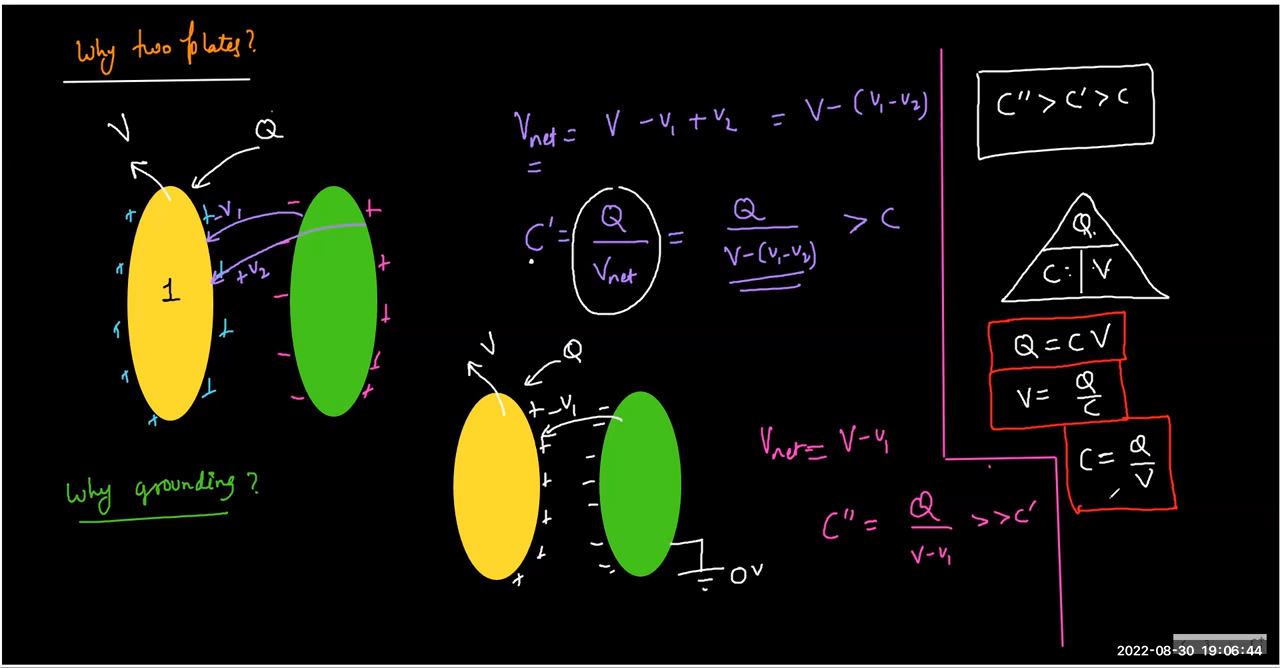 Why two plates?
V
Q
+ -V₁
+V₂
1
Vnet = V - V₁ + V₂ = V - (V₁ - V₂)
C' = Q/Vnet = Q/(V - (V₁ - V₂)) > C
C'' > C' > C
Q
C V
Q = C V
V = Q/C
C = Q/V
V
Q
+ -V₁
0V
Vnet = V - V₁
C'' = Q/(V - V₁) >> C'
Why grounding?
2022-08-30 19:06:44